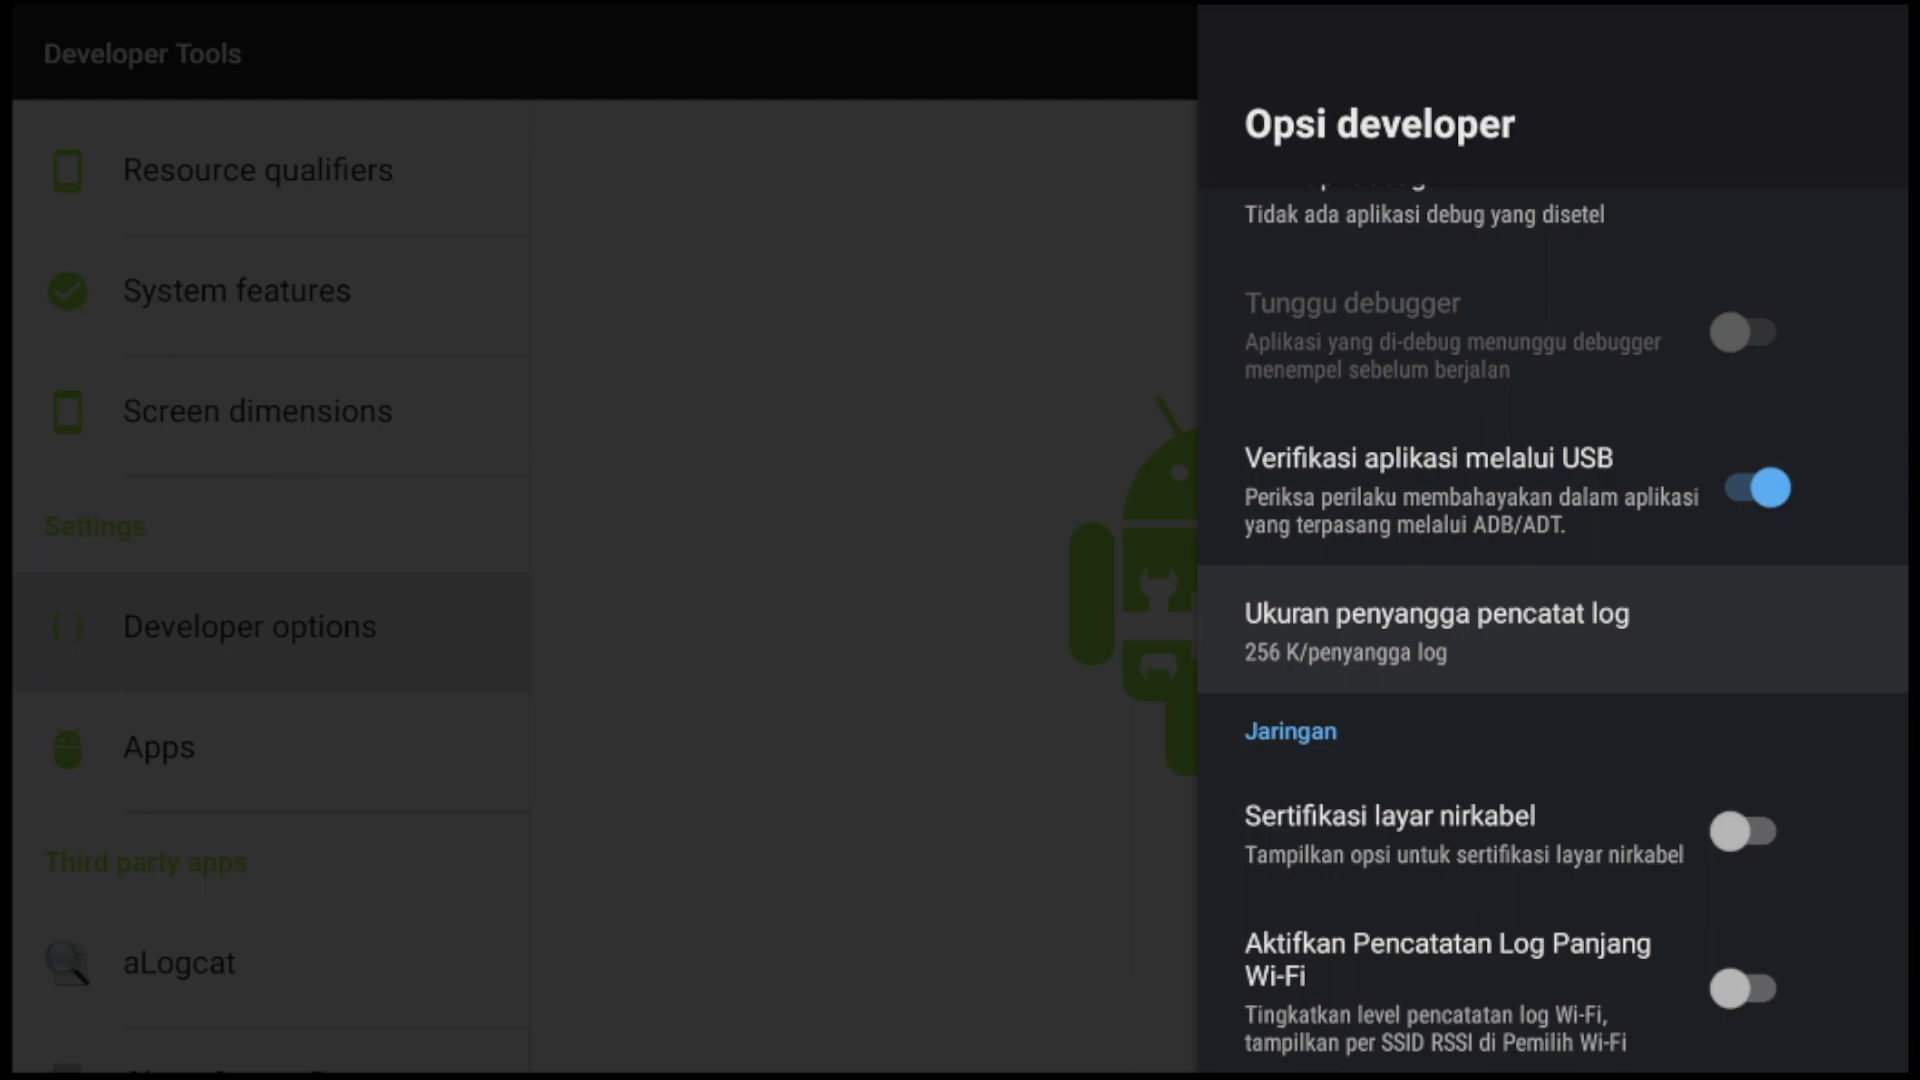 Developer Tools
Resource qualifiers
System features
Screen dimensions
Settings
Developer options
Apps
Third party apps
aLogcat
Opsi developer
Tidak ada aplikasi debug yang disetel
Tunggu debugger
Aplikasi yang di-debug menunggu debugger
menempel sebelum berjalan
Verifikasi aplikasi melalui USB
Periksa perilaku membahayakan dalam aplikasi
yang terpasang melalui ADB/ADT.
Ukuran penyangga pencatat log
256 K/penyangga log
Jaringan
Sertifikasi layar nirkabel
Tampilkan opsi untuk sertifikasi layar nirkabel
Aktifkan Pencatatan Log Panjang
Wi-Fi
Tingkatkan level pencatatan log Wi-Fi,
tampilkan per SSID RSSI di Pemilih Wi-Fi